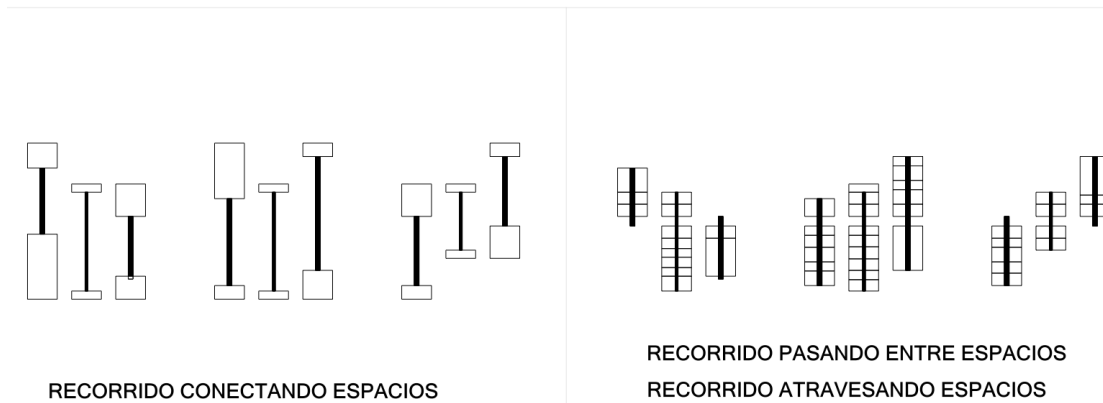 RECORRIDO CONECTANDO ESPACIOS
RECORRIDO PASANDO ENTRE ESPACIOS
RECORRIDO ATRAVESANDO ESPACIOS